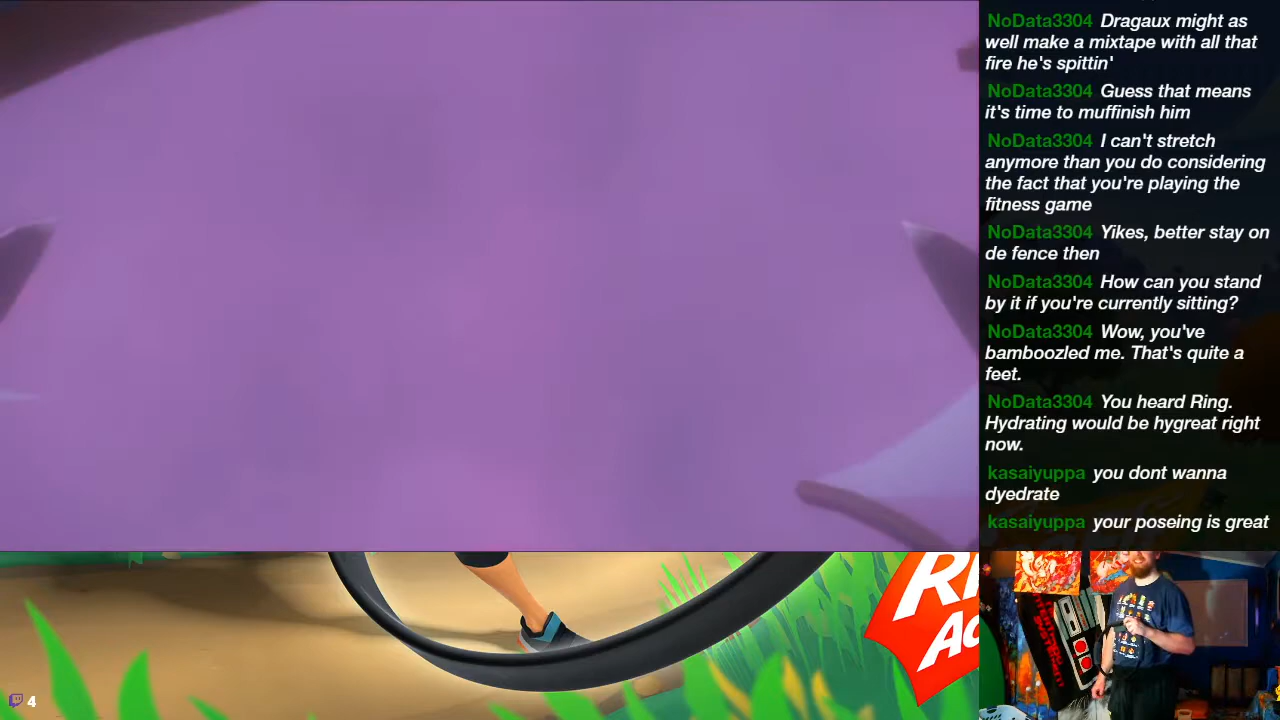 NoData3304 Dragaux might as
well make a mixtape with all that
fire he's spittin'
NoData3304 Guess that means
it's time to muffinish him
NoData3304 I can't stretch
anymore than you do considering
the fact that you're playing the
fitness game
NoData3304 Yikes, better stay on
de fence then
NoData3304 How can you stand
by it if you're currently sitting?
NoData3304 Wow, you've
bamboozled me. That's quite a
feet.
NoData3304 You heard Ring.
Hydrating would be hygreat right
now.
kasaiyuppa you dont wanna
dyedrate
kasaiyuppa your poseing is great
4